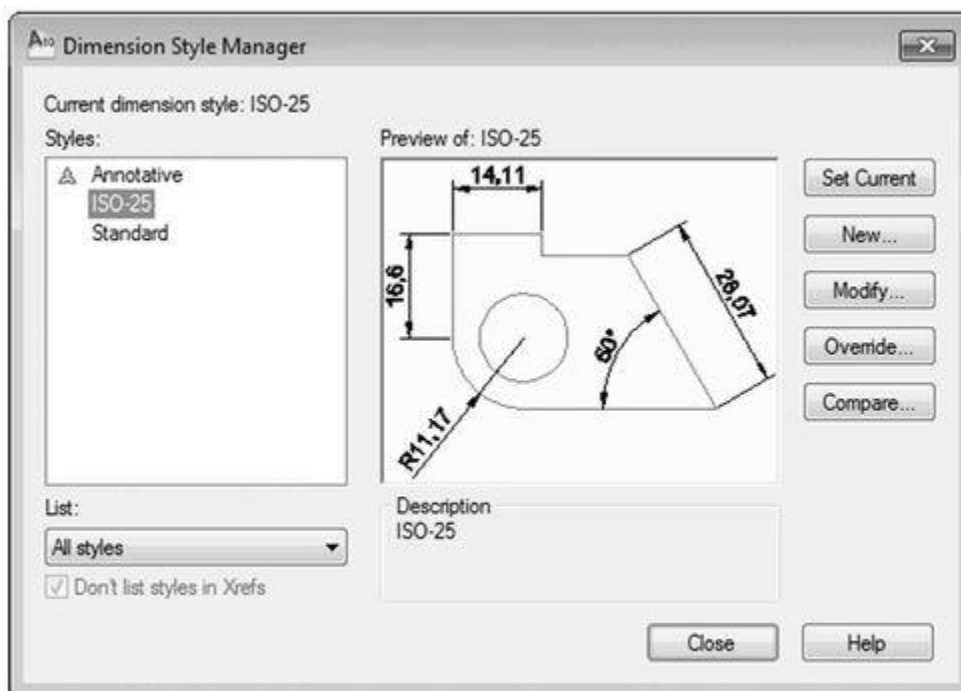 Dimension Style Manager
Current dimension style: ISO-25
Styles:
Annotative
ISO-25
Standard
Preview of: ISO-25
14,11
16,6
28,07
60°
R11,17
Set Current
New...
Modify...
Override...
Compare...
List:
All styles
Don't list styles in Xrefs
Description
ISO-25
Close
Help